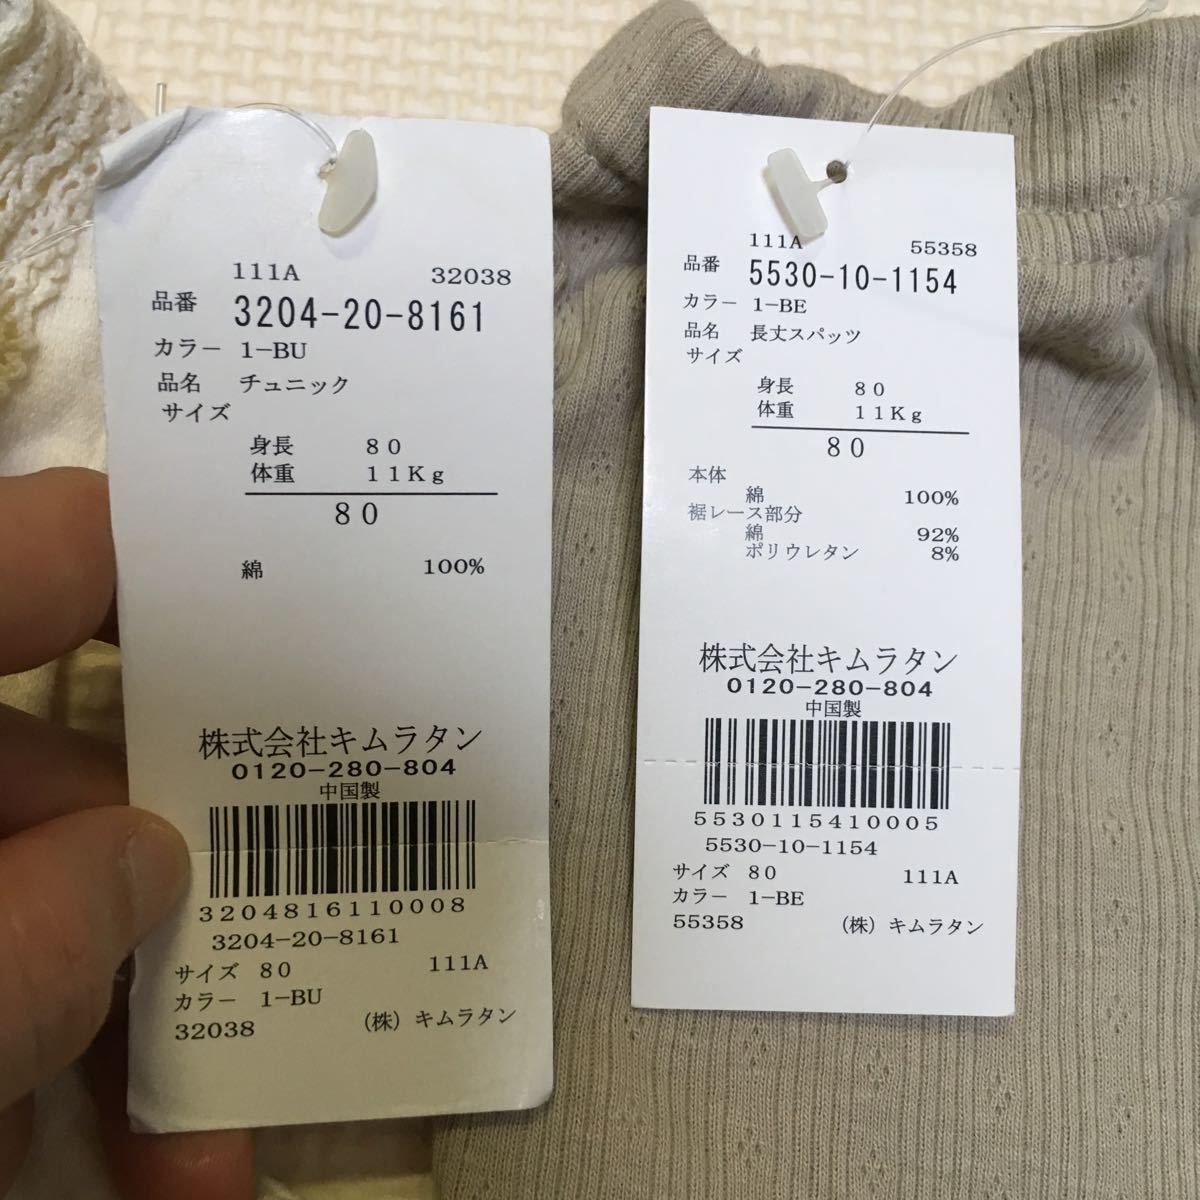 111A 32038
品番 3204-20-8161
カラー 1-BU
品名 チュニック
サイズ
身長 80
体重 11Kg
80
綿 100%
株式会社キムラタン
0120-280-804
中国製
3204816110008
3204-20-8161
サイズ 80 111A
カラー 1-BU
32038 (株) キムラタン
111A 55358
品番 5530-10-1154
カラー 1-BE
品名 長丈スパッツ
サイズ
身長 80
体重 11Kg
80
本体
綿 100%
裾レース部分
綿 92%
ポリウレタン 8%
株式会社キムラタン
0120-280-804
中国製
5530115410005
5530-10-1154
サイズ 80 111A
カラー 1-BE
55358 (株) キムラタン